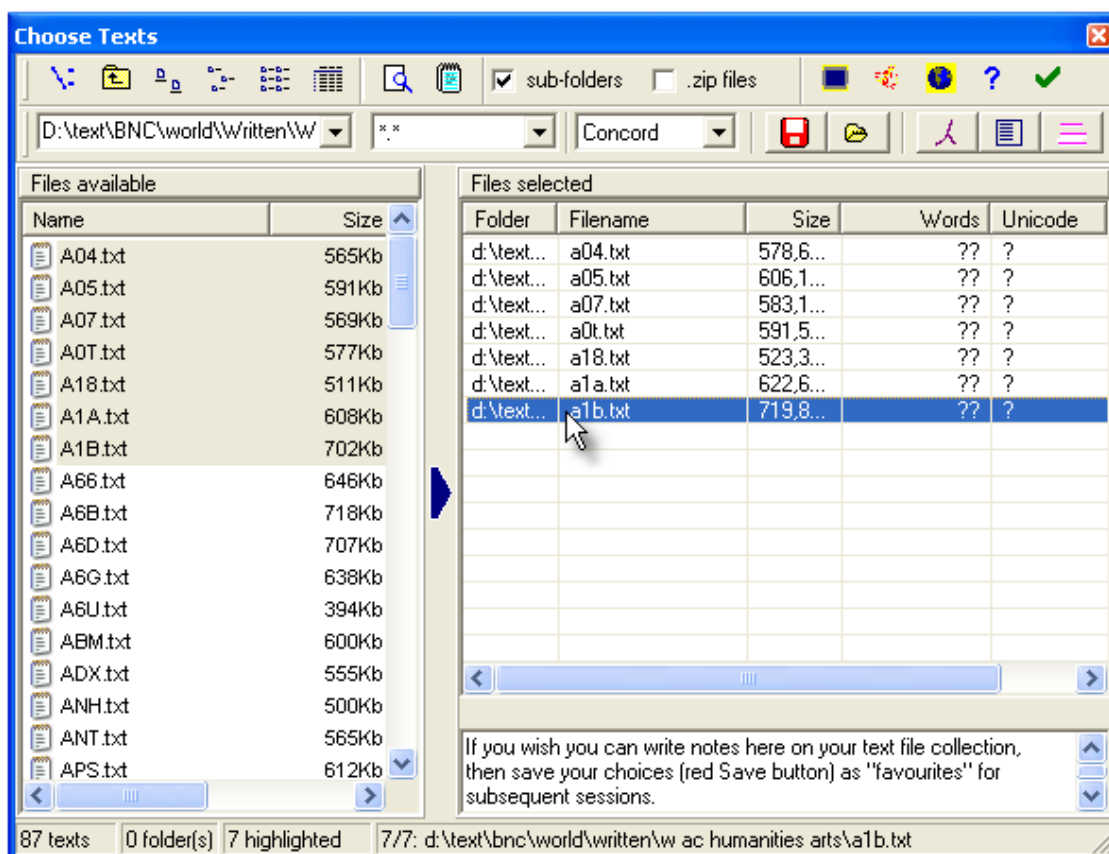 Choose Texts
sub-folders .zip files ?
D:\text\BNC\world\Written\W *.* Concord
Files available
Name Size
A04.txt 565Kb
A05.txt 591Kb
A07.txt 569Kb
A0T.txt 577Kb
A18.txt 511Kb
A1A.txt 608Kb
A1B.txt 702Kb
A66.txt 646Kb
A6B.txt 718Kb
A6D.txt 707Kb
A6G.txt 638Kb
A6U.txt 394Kb
ABM.txt 600Kb
ADX.txt 555Kb
ANH.txt 500Kb
ANT.txt 565Kb
APS.txt 612Kb
Files selected
Folder Filename Size Words Unicode
d:\text... a04.txt 578,6... ?? ?
d:\text... a05.txt 606,1... ?? ?
d:\text... a07.txt 583,1... ?? ?
d:\text... a0t.txt 591,5... ?? ?
d:\text... a18.txt 523,3... ?? ?
d:\text... a1a.txt 622,6... ?? ?
d:\text... a1b.txt 719,8... ?? ?
If you wish you can write notes here on your text file collection,
then save your choices (red Save button) as "favourites" for
subsequent sessions.
87 texts 0 folder(s) 7 highlighted 7/7: d:\text\bnc\world\written\w ac humanities arts\a1b.txt